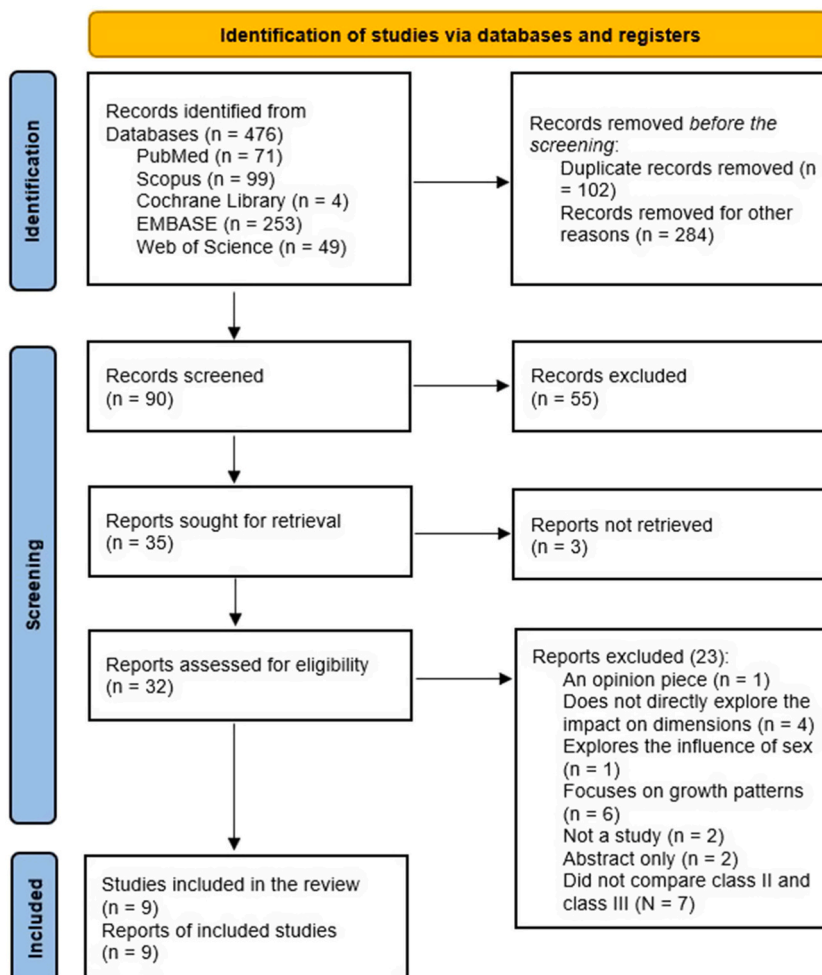 Identification of studies via databases and registers
Identification
Records identified from
Databases (n = 476)
PubMed (n = 71)
Scopus (n = 99)
Cochrane Library (n = 4)
EMBASE (n = 253)
Web of Science (n = 49)
Records removed before the
screening:
Duplicate records removed (n
= 102)
Records removed for other
reasons (n = 284)
Screening
Records screened
(n = 90)
Records excluded
(n = 55)
Reports sought for retrieval
(n = 35)
Reports not retrieved
(n = 3)
Reports assessed for eligibility
(n = 32)
Reports excluded (23):
An opinion piece (n = 1)
Does not directly explore the
impact on dimensions (n = 4)
Explores the influence of sex
(n = 1)
Focuses on growth patterns
(n = 6)
Not a study (n = 2)
Abstract only (n = 2)
Did not compare class II and
class III (N = 7)
Included
Studies included in the review
(n = 9)
Reports of included studies
(n = 9)